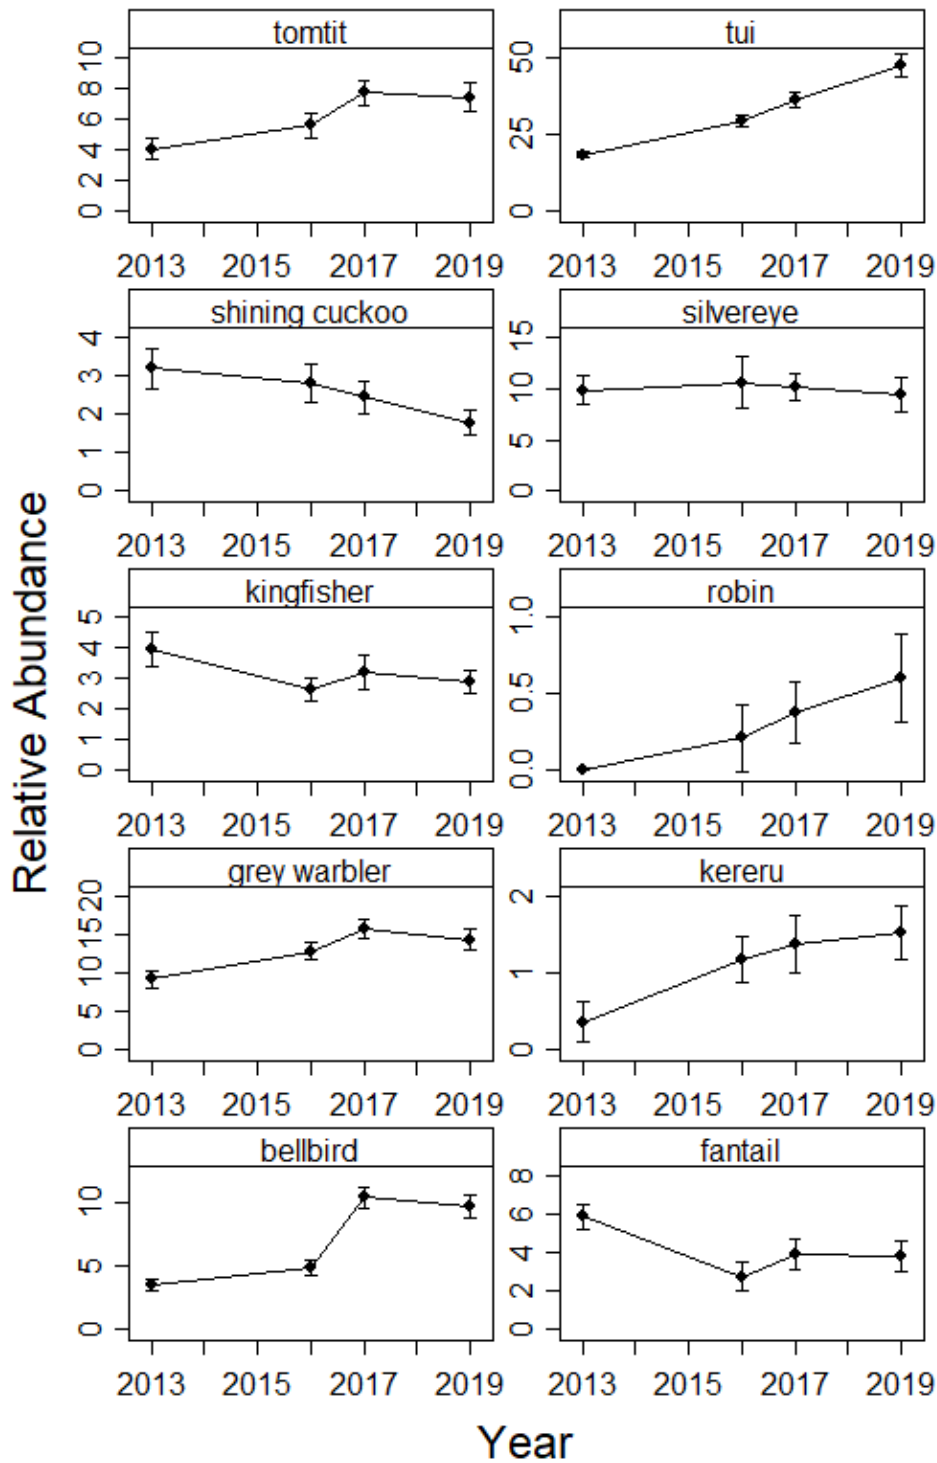 tomtit
tui
0 2 4 6 8 10
0 25 50
2013 2015 2017 2019
2013 2015 2017 2019
shining cuckoo
silvereye
0 1 2 3 4
0 5 10 15
2013 2015 2017 2019
2013 2015 2017 2019
kingfisher
robin
0 1 2 3 4 5
0.0 0.5 1.0
2013 2015 2017 2019
2013 2015 2017 2019
grey warbler
kereru
0 5 10 15 20
0 1 2
2013 2015 2017 2019
2013 2015 2017 2019
bellbird
fantail
0 5 10
0 2 4 6 8
2013 2015 2017 2019
2013 2015 2017 2019
Relative Abundance
Year